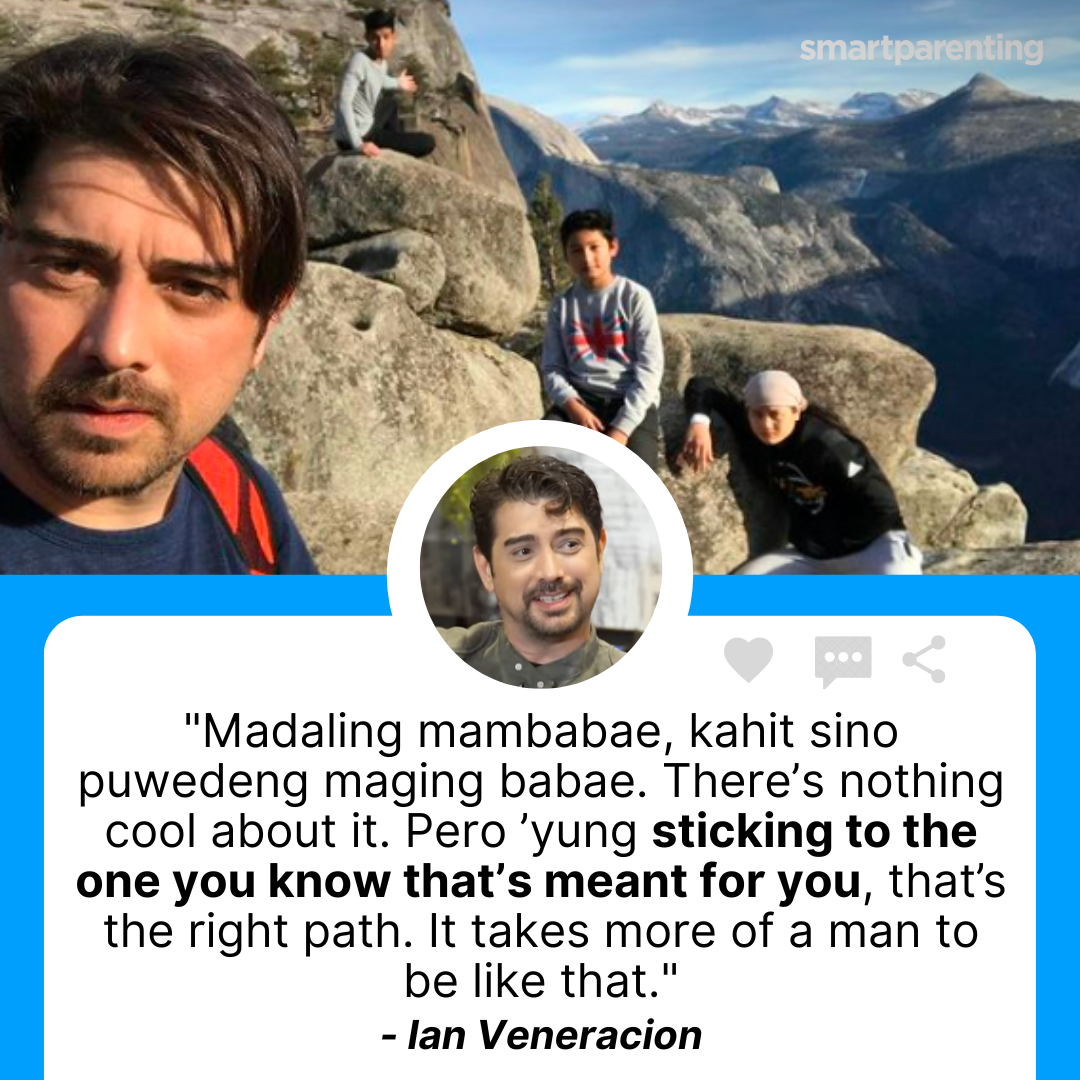 smartparenting
"Madaling mambabae, kahit sino
puwedeng maging babae. There’s nothing
cool about it. Pero ’yung sticking to the
one you know that’s meant for you, that’s
the right path. It takes more of a man to
be like that."
- Ian Veneracion